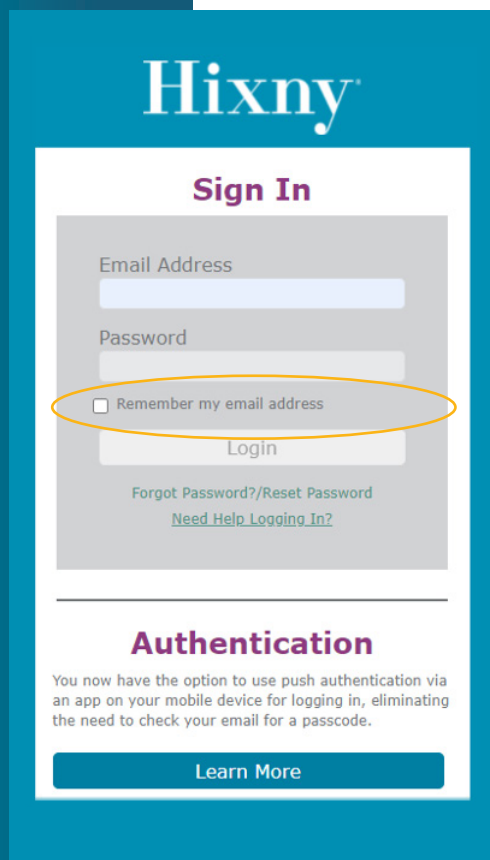 Hixny
Sign In
Email Address
Password
Remember my email address
Login
Forgot Password?/Reset Password
Need Help Logging In?
Authentication
You now have the option to use push authentication via
an app on your mobile device for logging in, eliminating
the need to check your email for a passcode.
Learn More